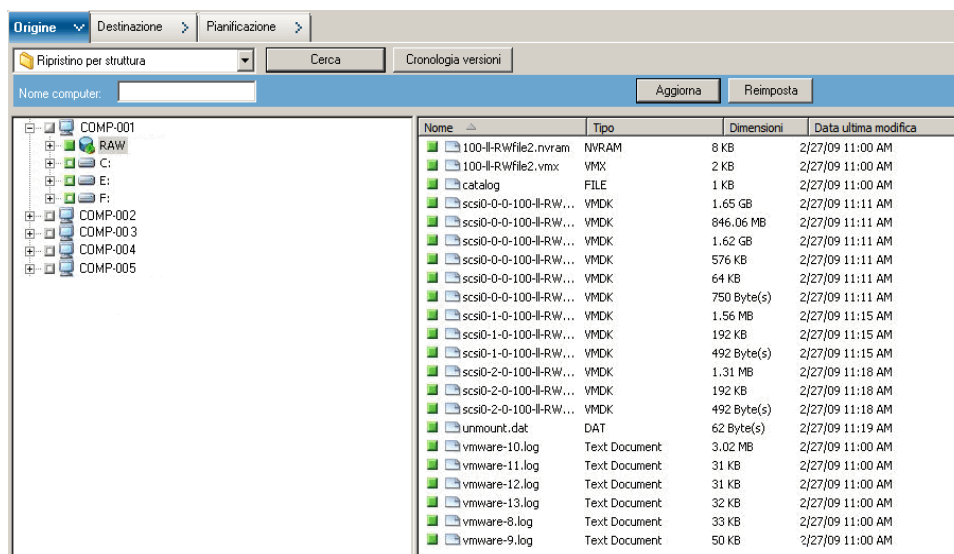 Origine Destinazione Pianificazione
Ripristino per struttura Cerca Cronologia versioni
Nome computer: Aggiorna Reimposta
COMP-001
RAW
C:
E:
F:
COMP-002
COMP-003
COMP-004
COMP-005
Nome Tipo Dimensioni Data ultima modifica
100-ll-RWfile2.nvram NVRAM 8 KB 2/27/09 11:00 AM
100-ll-RWfile2.vmx VMX 2 KB 2/27/09 11:00 AM
catalog FILE 1 KB 2/27/09 11:00 AM
scsi0-0-0-100-ll-RW... VMDK 1.65 GB 2/27/09 11:11 AM
scsi0-0-0-100-ll-RW... VMDK 846.06 MB 2/27/09 11:11 AM
scsi0-0-0-100-ll-RW... VMDK 1.62 GB 2/27/09 11:11 AM
scsi0-0-0-100-ll-RW... VMDK 576 KB 2/27/09 11:11 AM
scsi0-0-0-100-ll-RW... VMDK 64 KB 2/27/09 11:11 AM
scsi0-0-0-100-ll-RW... VMDK 750 Byte(s) 2/27/09 11:11 AM
scsi0-1-0-100-ll-RW... VMDK 1.56 MB 2/27/09 11:15 AM
scsi0-1-0-100-ll-RW... VMDK 192 KB 2/27/09 11:15 AM
scsi0-1-0-100-ll-RW... VMDK 492 Byte(s) 2/27/09 11:15 AM
scsi0-2-0-100-ll-RW... VMDK 1.31 MB 2/27/09 11:18 AM
scsi0-2-0-100-ll-RW... VMDK 192 KB 2/27/09 11:18 AM
scsi0-2-0-100-ll-RW... VMDK 492 Byte(s) 2/27/09 11:18 AM
unmount.dat DAT 62 Byte(s) 2/27/09 11:19 AM
vmware-10.log Text Document 3.02 MB 2/27/09 11:00 AM
vmware-11.log Text Document 31 KB 2/27/09 11:00 AM
vmware-12.log Text Document 31 KB 2/27/09 11:00 AM
vmware-13.log Text Document 32 KB 2/27/09 11:00 AM
vmware-8.log Text Document 33 KB 2/27/09 11:00 AM
vmware-9.log Text Document 50 KB 2/27/09 11:00 AM